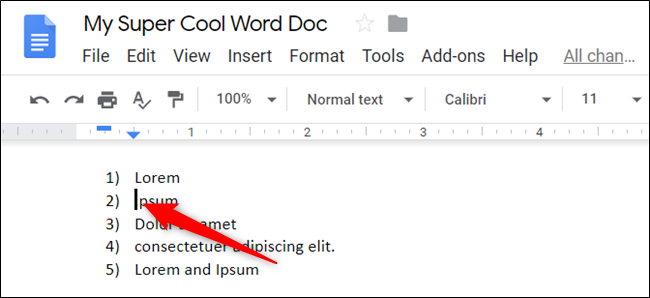 My Super Cool Word Doc
File Edit View Insert Format Tools Add-ons Help All chan...
100% Normal text Calibri 11
1 2 3 4
1) Lorem
2) Ipsum
3) Dolor amet
4) consectetuer adipiscing elit.
5) Lorem and Ipsum